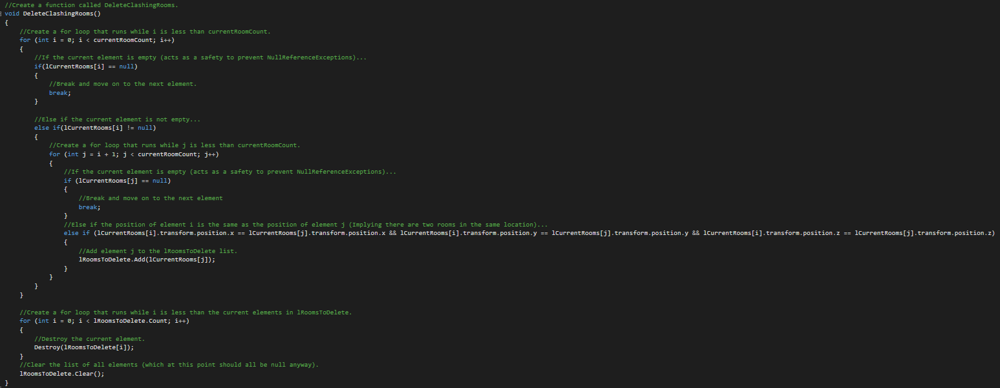 //Create a function called DeleteClashingRooms.
void DeleteClashingRooms()
{
    //Create a for loop that runs while i is less than currentRoomCount.
    for (int i = 0; i < currentRoomCount; i++)
    {
        //If the current element is empty (acts as a safety to prevent NullReferenceExceptions)...
        if(lCurrentRooms[i] == null)
        {
            //Break and move on to the next element.
            break;
        }

        //Else if the current element is not empty...
        else if(lCurrentRooms[i] != null)
        {
            //Create a for loop that runs while j is less than currentRoomCount.
            for (int j = i + 1; j < currentRoomCount; j++)
            {
                //If the current element is empty (acts as a safety to prevent NullReferenceExceptions)...
                if (lCurrentRooms[j] == null)
                {
                    //Break and move on to the next element
                    break;
                }
                //Else if the position of element i is the same as the position of element j (Implying there are two rooms in the same location)...
                else if (lCurrentRooms[i].transform.position.x == lCurrentRooms[j].transform.position.x && lCurrentRooms[i].transform.position.y == lCurrentRooms[j].transform.position.y && lCurrentRooms[i].transform.position.z == lCurrentRooms[j].transform.position.z)
                {
                    //Add element j to the lRoomsToDelete list.
                    lRoomsToDelete.Add(lCurrentRooms[j]);
                }
            }
        }
    }

    //Create a for loop that runs while i is less than the current elements in lRoomsToDelete.
    for (int i = 0; i < lRoomsToDelete.Count; i++)
    {
        //Destroy the current element.
        Destroy(lRoomsToDelete[i]);
    }
    //Clear the list of all elements (which at this point should all be null anyway).
    lRoomsToDelete.Clear();
}